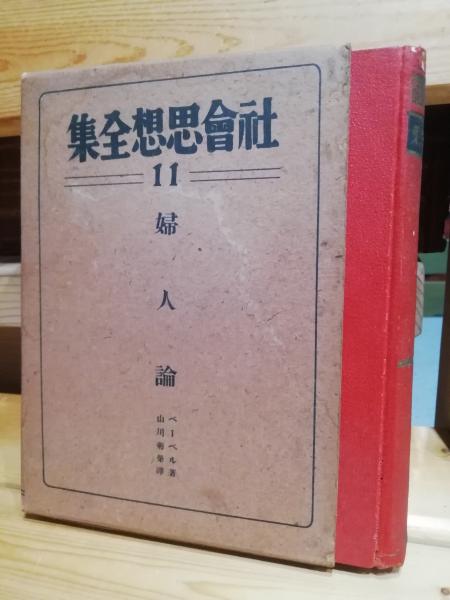 社會思想全集
11
婦人論
ベーベル著
山川菊榮譯